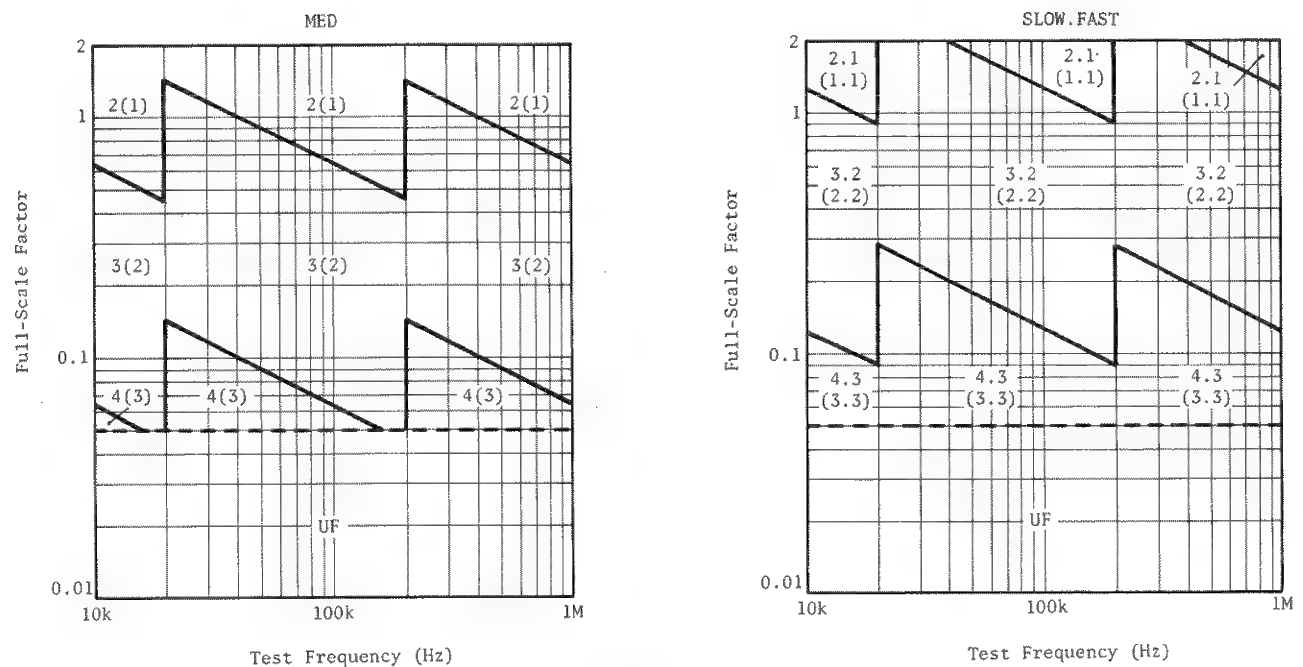 MED
2
2(1)
2(1)
2(1)
1
3(2)
3(2)
3(2)
0.1
4(3)
4(3)
4(3)
UF
0.01
10k
100k
1M
Full-Scale Factor
Test Frequency (Hz)
SLOW.FAST
2
2.1
(1.1)
2.1
(1.1)
2.1
(1.1)
1
3.2
(2.2)
3.2
(2.2)
3.2
(2.2)
0.1
4.3
(3.3)
4.3
(3.3)
4.3
(3.3)
UF
0.01
10k
100k
1M
Full-Scale Factor
Test Frequency (Hz)